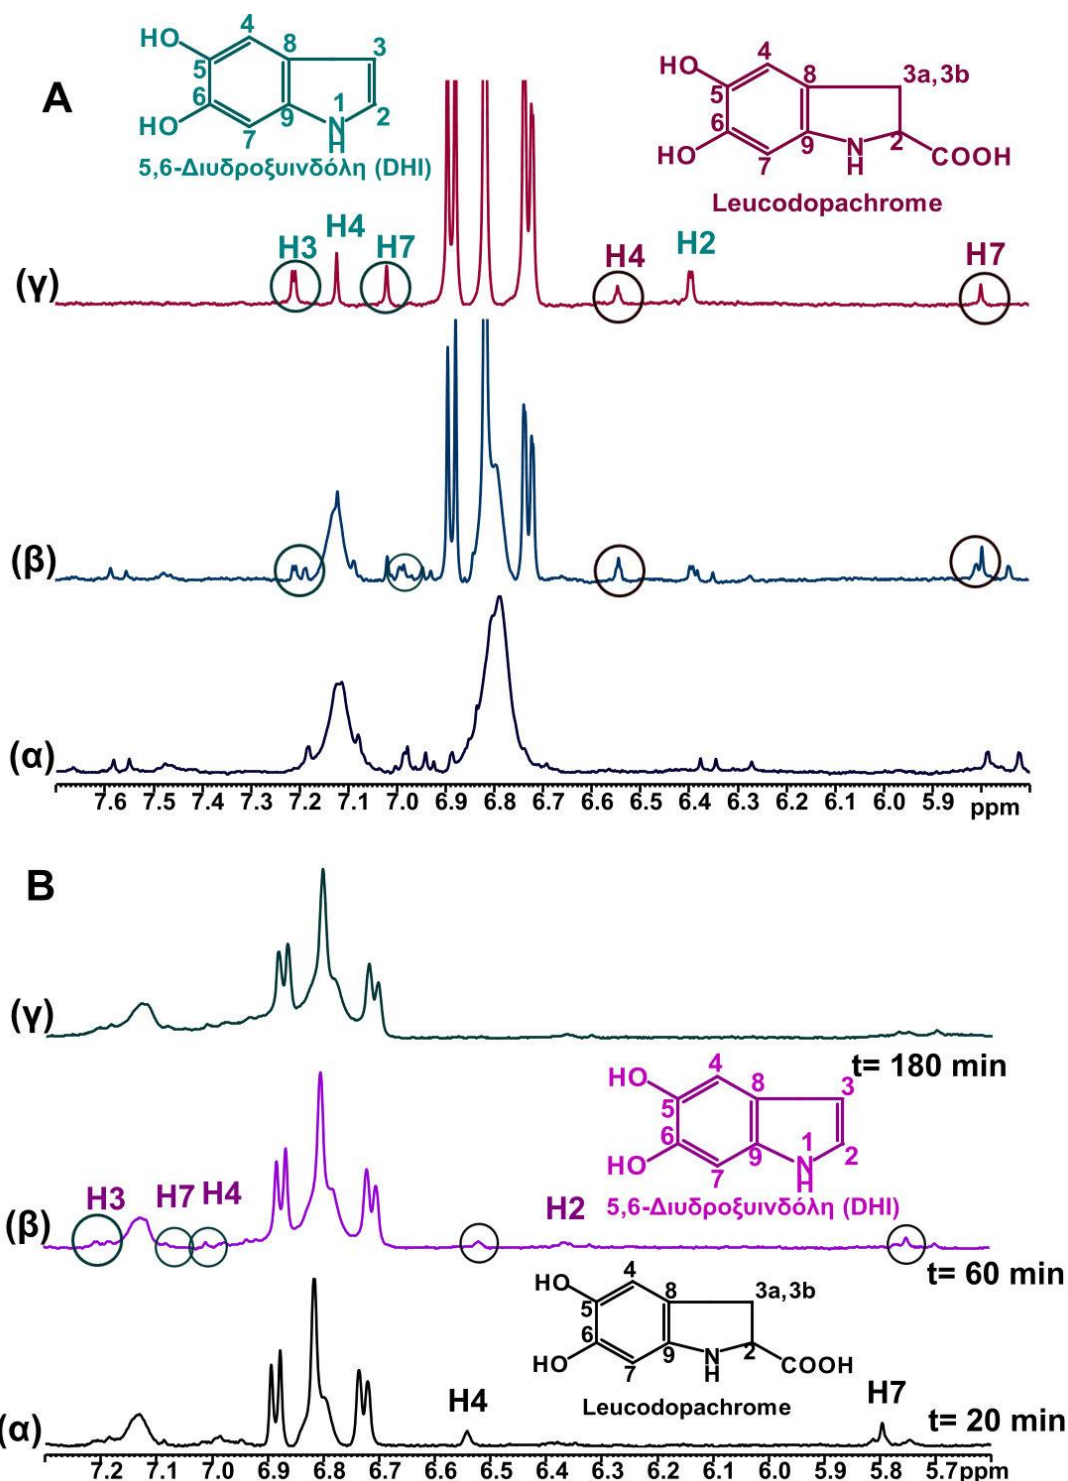 A
HO
4
8
3
5
6
1
HO
7
9
N
H
2
5,6-Διυδροξυινδόλη (DHI)
HO
4
8
3a,3b
5
6
HO
7
9
N
H
2
COOH
Leucodopachrome
(γ)
H3
H4
H7
H4
H2
H7
(β)
(α)
7.6 7.5 7.4 7.3 7.2 7.1 7.0 6.9 6.8 6.7 6.6 6.5 6.4 6.3 6.2 6.1 6.0 5.9 ppm
B
(γ)
t= 180 min
HO
4
8
3
5
6
1
HO
7
9
N
H
2
5,6-Διυδροξυινδόλη (DHI)
(β)
H3
H7
H4
H2
t= 60 min
HO
4
8
3a,3b
5
6
HO
7
9
N
H
2
COOH
Leucodopachrome
(α)
H4
H7
t= 20 min
7.2 7.1 7.0 6.9 6.8 6.7 6.6 6.5 6.4 6.3 6.2 6.1 6.0 5.9 5.8 5.7ppm